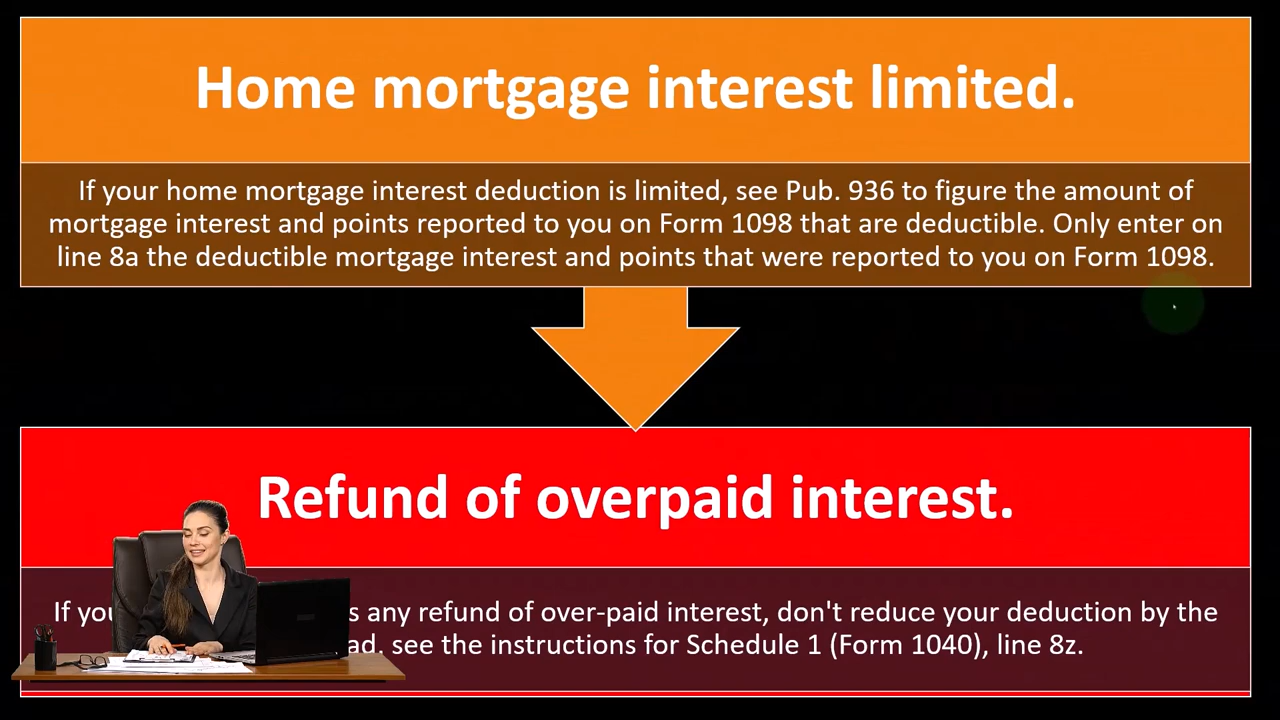 Home mortgage interest limited.
If your home mortgage interest deduction is limited, see Pub. 936 to figure the amount of
mortgage interest and points reported to you on Form 1098 that are deductible. Only enter on
line 8a the deductible mortgage interest and points that were reported to you on Form 1098.
Refund of overpaid interest.
If any refund of over-paid interest, don't reduce your deduction by the
see the instructions for Schedule 1 (Form 1040), line 8z.